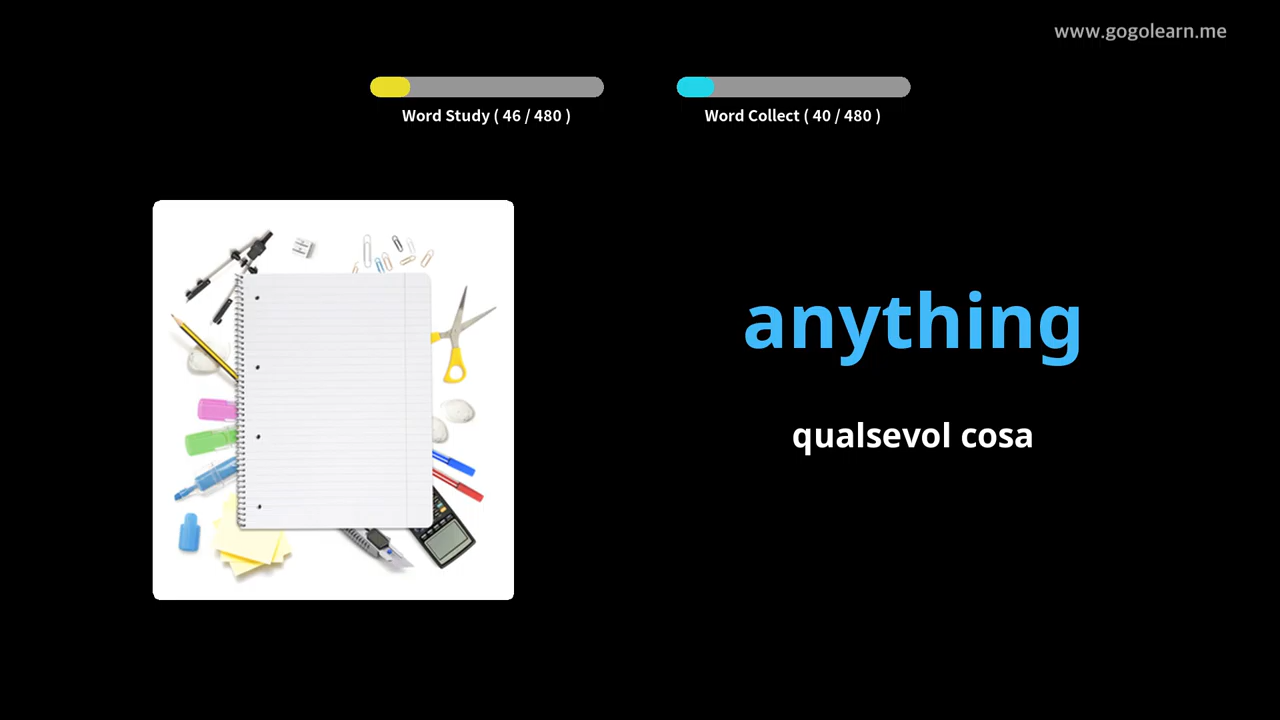 www.gogolearn.me
Word Study ( 46 / 480 )
Word Collect ( 40 / 480 )
anything
qualsevol cosa